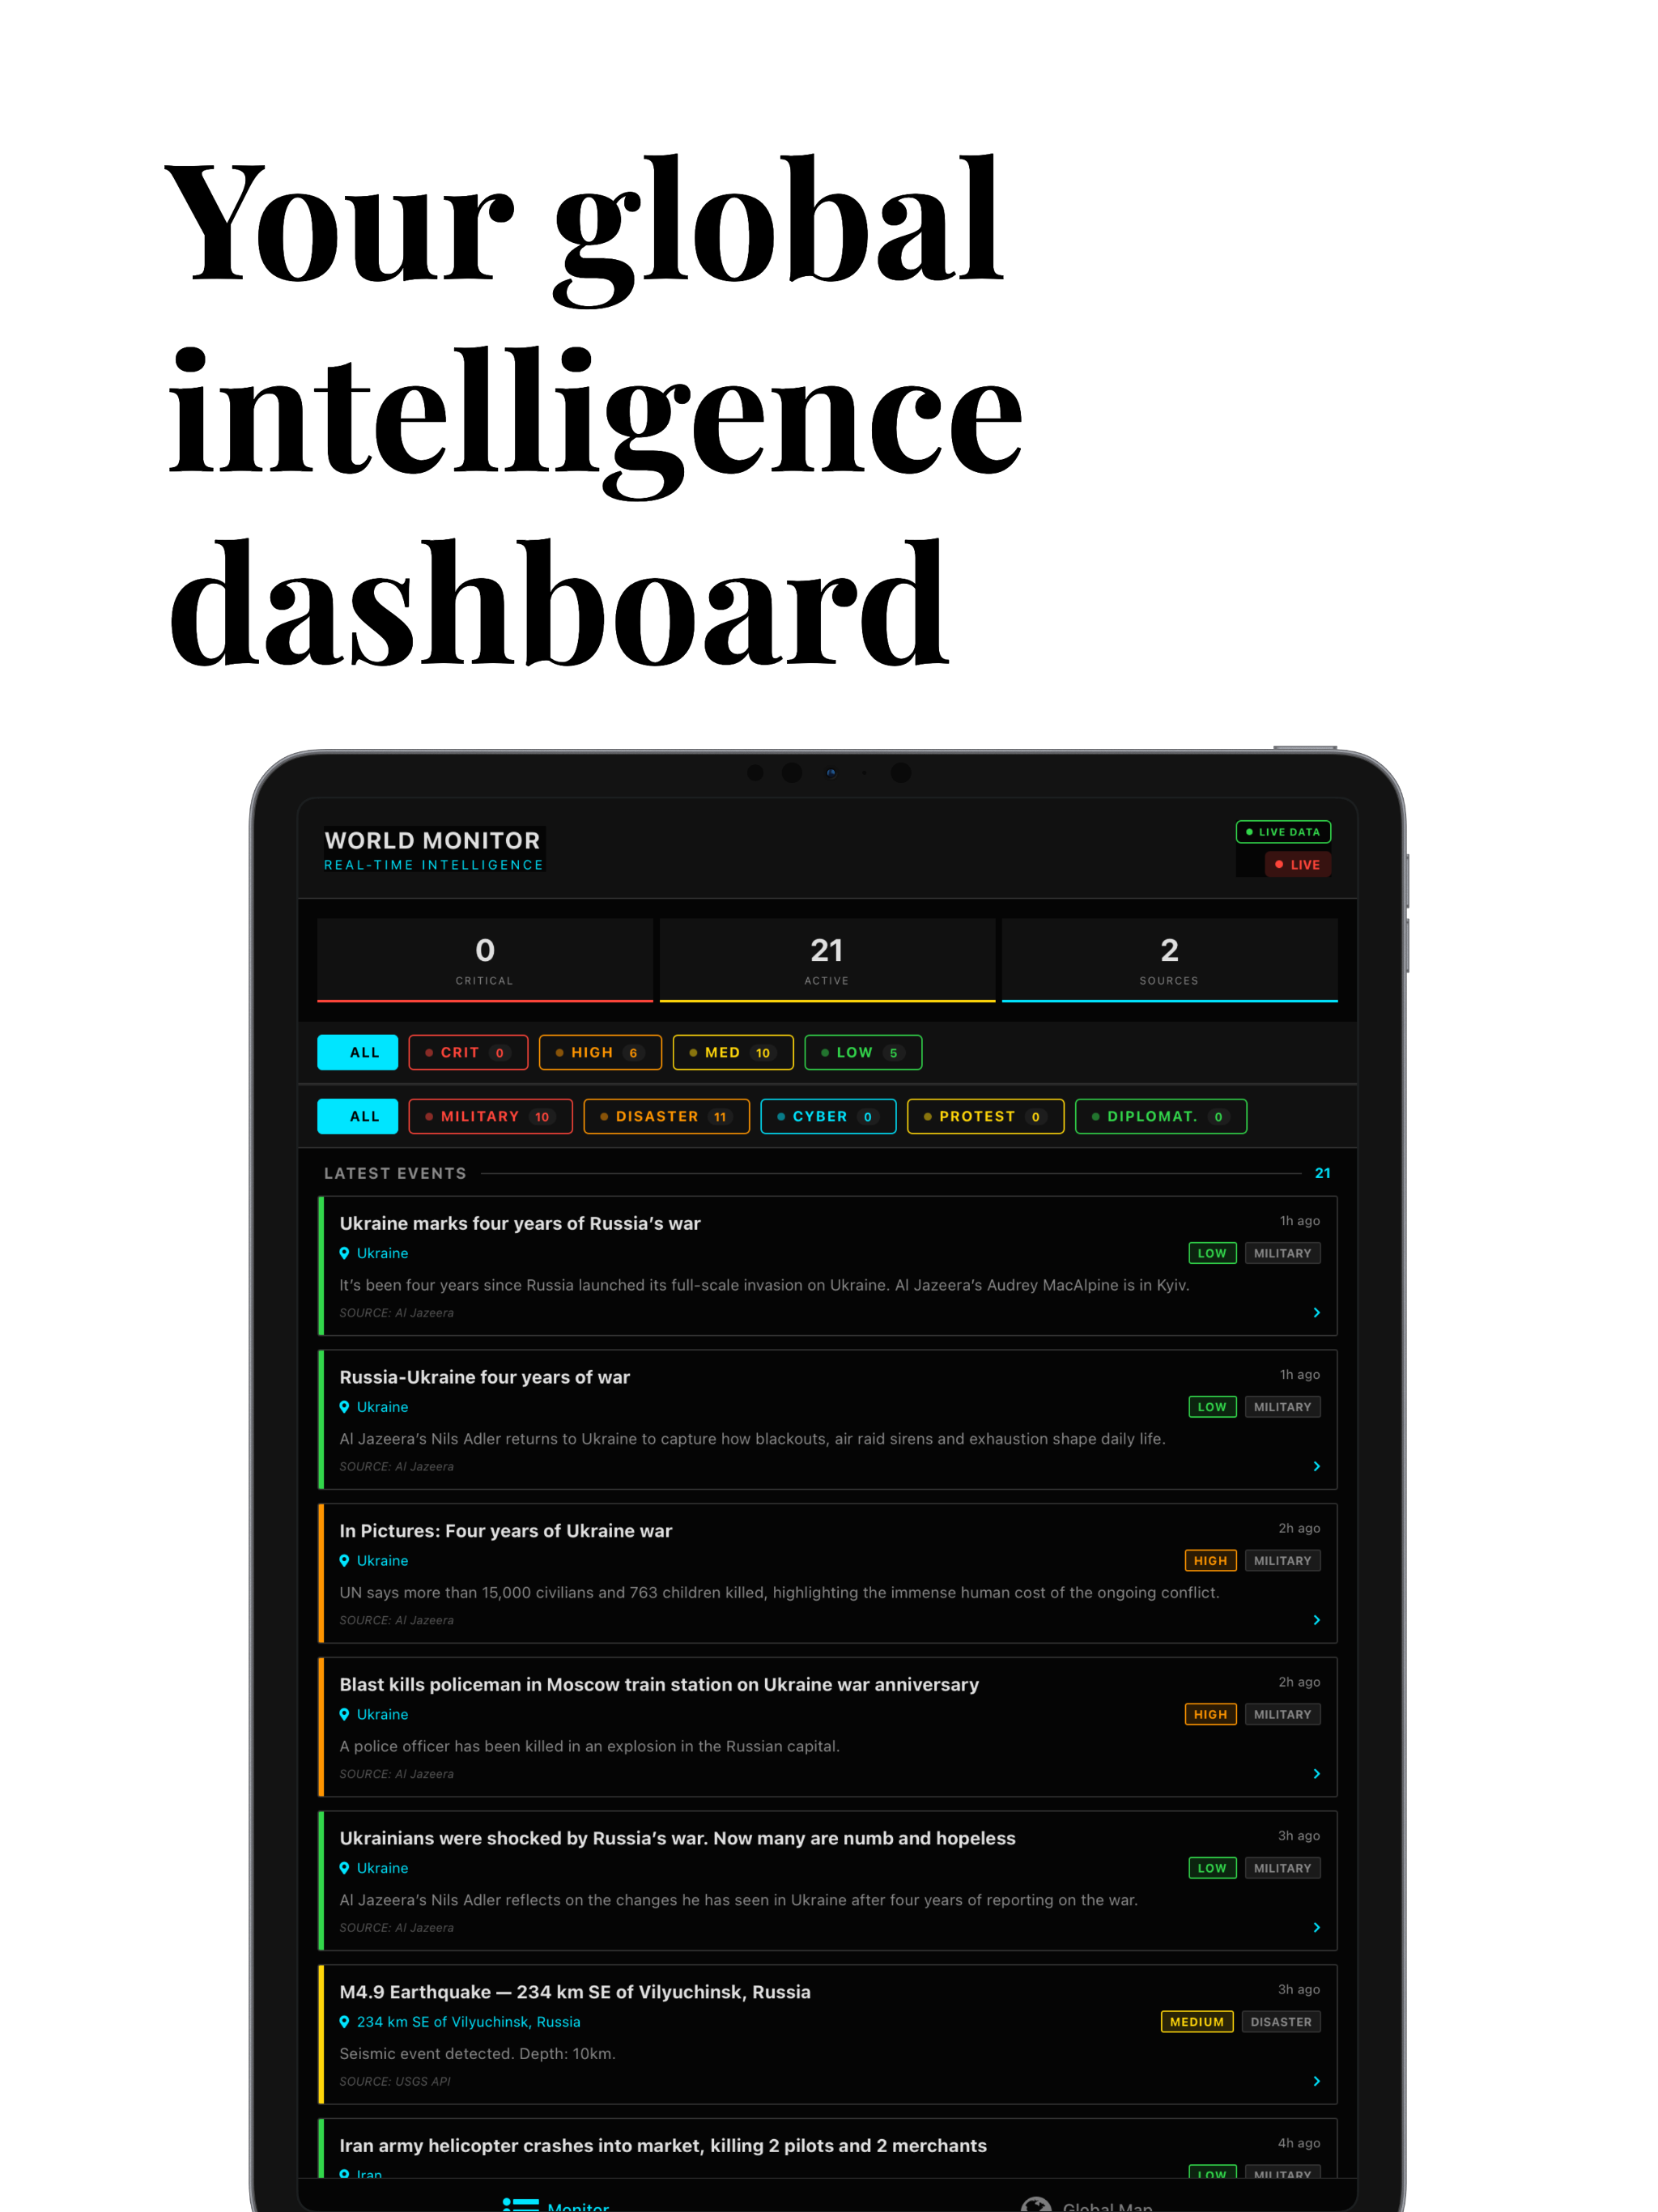 Your global
intelligence
dashboard
WORLD MONITOR
REAL-TIME INTELLIGENCE
LIVE DATA
LIVE
0
CRITICAL
21
ACTIVE
2
SOURCES
ALL CRIT 0 HIGH 6 MED 10 LOW 5
ALL MILITARY 10 DISASTER 11 CYBER 0 PROTEST 0 DIPLOMAT. 0
LATEST EVENTS 21
Ukraine marks four years of Russia’s war 1h ago
Ukraine LOW MILITARY
It’s been four years since Russia launched its full-scale invasion on Ukraine. Al Jazeera’s Audrey MacAlpine is in Kyiv.
SOURCE: Al Jazeera
Russia-Ukraine four years of war 1h ago
Ukraine LOW MILITARY
Al Jazeera’s Nils Adler returns to Ukraine to capture how blackouts, air raid sirens and exhaustion shape daily life.
SOURCE: Al Jazeera
In Pictures: Four years of Ukraine war 2h ago
Ukraine HIGH MILITARY
UN says more than 15,000 civilians and 763 children killed, highlighting the immense human cost of the ongoing conflict.
SOURCE: Al Jazeera
Blast kills policeman in Moscow train station on Ukraine war anniversary 2h ago
Ukraine HIGH MILITARY
A police officer has been killed in an explosion in the Russian capital.
SOURCE: Al Jazeera
Ukrainians were shocked by Russia’s war. Now many are numb and hopeless 3h ago
Ukraine LOW MILITARY
Al Jazeera’s Nils Adler reflects on the changes he has seen in Ukraine after four years of reporting on the war.
SOURCE: Al Jazeera
M4.9 Earthquake — 234 km SE of Vilyuchinsk, Russia 3h ago
234 km SE of Vilyuchinsk, Russia MEDIUM DISASTER
Seismic event detected. Depth: 10km.
SOURCE: USGS API
Iran army helicopter crashes into market, killing 2 pilots and 2 merchants 4h ago
Iran LOW MILITARY
Monitor Global Map